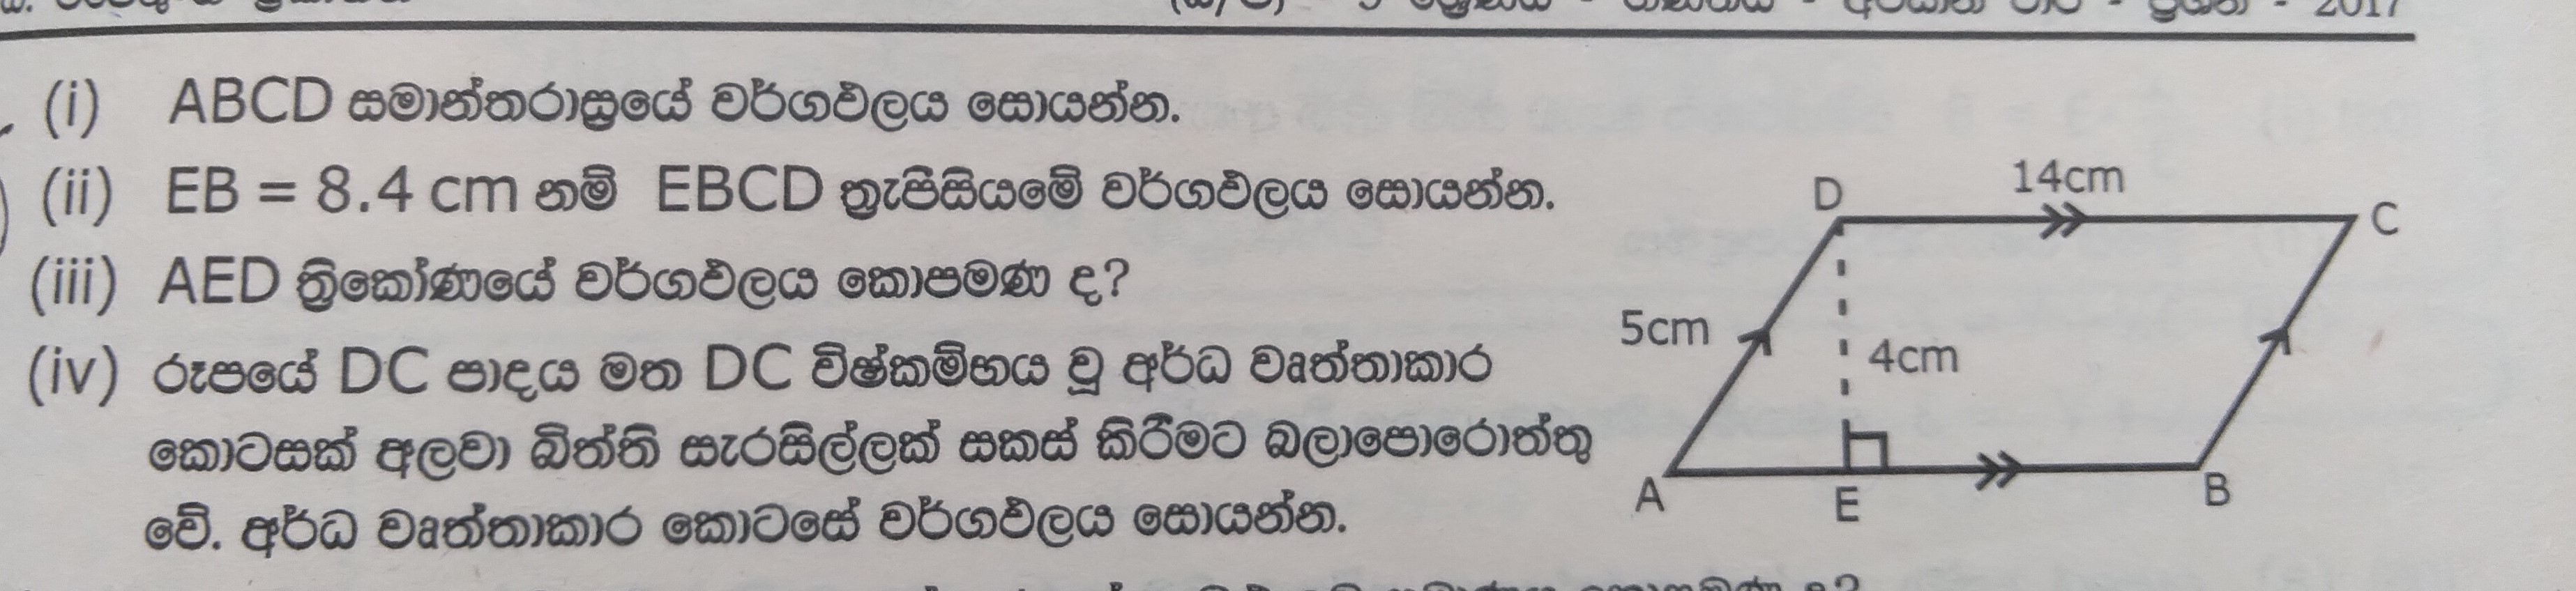 - 2017
(i) ABCD සමාන්තරාස්‍රයේ වර්ගඵලය සොයන්න.
(ii) EB = 8.4 cm නම් EBCD ත්‍රැපීසියමේ වර්ගඵලය සොයන්න.
(iii) AED ත්‍රිකෝණයේ වර්ගඵලය කොපමණ ද?
(iv) රූපයේ DC පාදය මත DC විෂ්කම්භය වූ අර්ධ වෘත්තාකාර
කොටසක් අලවා බිත්ති සැරසිල්ලක් සකස් කිරීමට බලාපොරොත්තු
වේ. අර්ධ වෘත්තාකාර කොටසේ වර්ගඵලය සොයන්න.
14cm
D
C
5cm
4cm
A
E
B